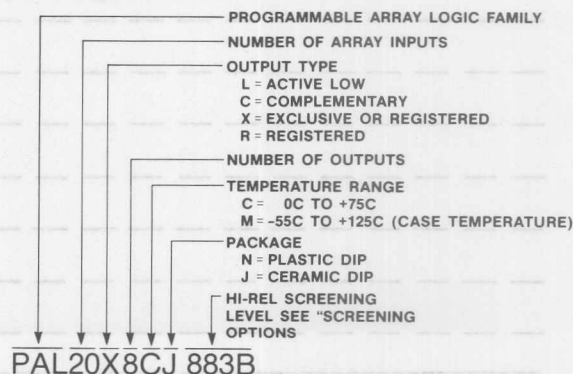 PROGRAMMABLE ARRAY LOGIC FAMILY
NUMBER OF ARRAY INPUTS
OUTPUT TYPE
L = ACTIVE LOW
C = COMPLEMENTARY
X = EXCLUSIVE OR REGISTERED
R = REGISTERED
NUMBER OF OUTPUTS
TEMPERATURE RANGE
C = 0C TO +75C
M = -55C TO +125C (CASE TEMPERATURE)
PACKAGE
N = PLASTIC DIP
J = CERAMIC DIP
HI-REL SCREENING
LEVEL SEE "SCREENING
OPTIONS
PAL20X8CJ 883B